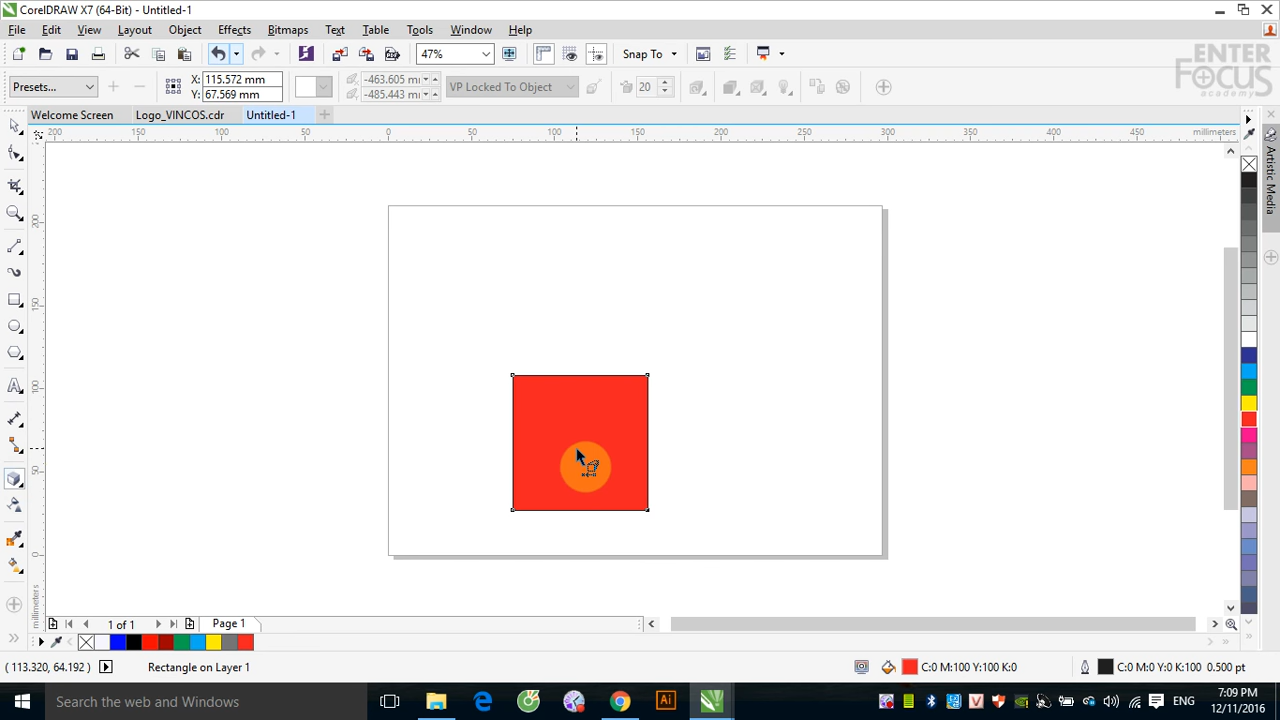 CorelDRAW X7 (64-Bit) - Untitled-1
File Edit View Layout Object Effects Bitmaps Text Table Tools Window Help
47% Snap To
ENTER
FOCUS
academy
Presets... X: 115.572 mm -463.605 mm VP Locked To Object 20
Y: 67.569 mm -485.443 mm
Welcome Screen Logo_VINCOS.cdr Untitled-1
200 150 100 50 0 50 100 150 200 250 300 350 400 450 millimeters
200
150
100
50
0
millimeters
Artistic Media
1 of 1 Page 1
( 113.320, 64.192 ) Rectangle on Layer 1 C:0 M:100 Y:100 K:0 C:0 M:0 Y:0 K:100 0.500 pt
Search the web and Windows Ai ENG 7:09 PM
12/11/2016